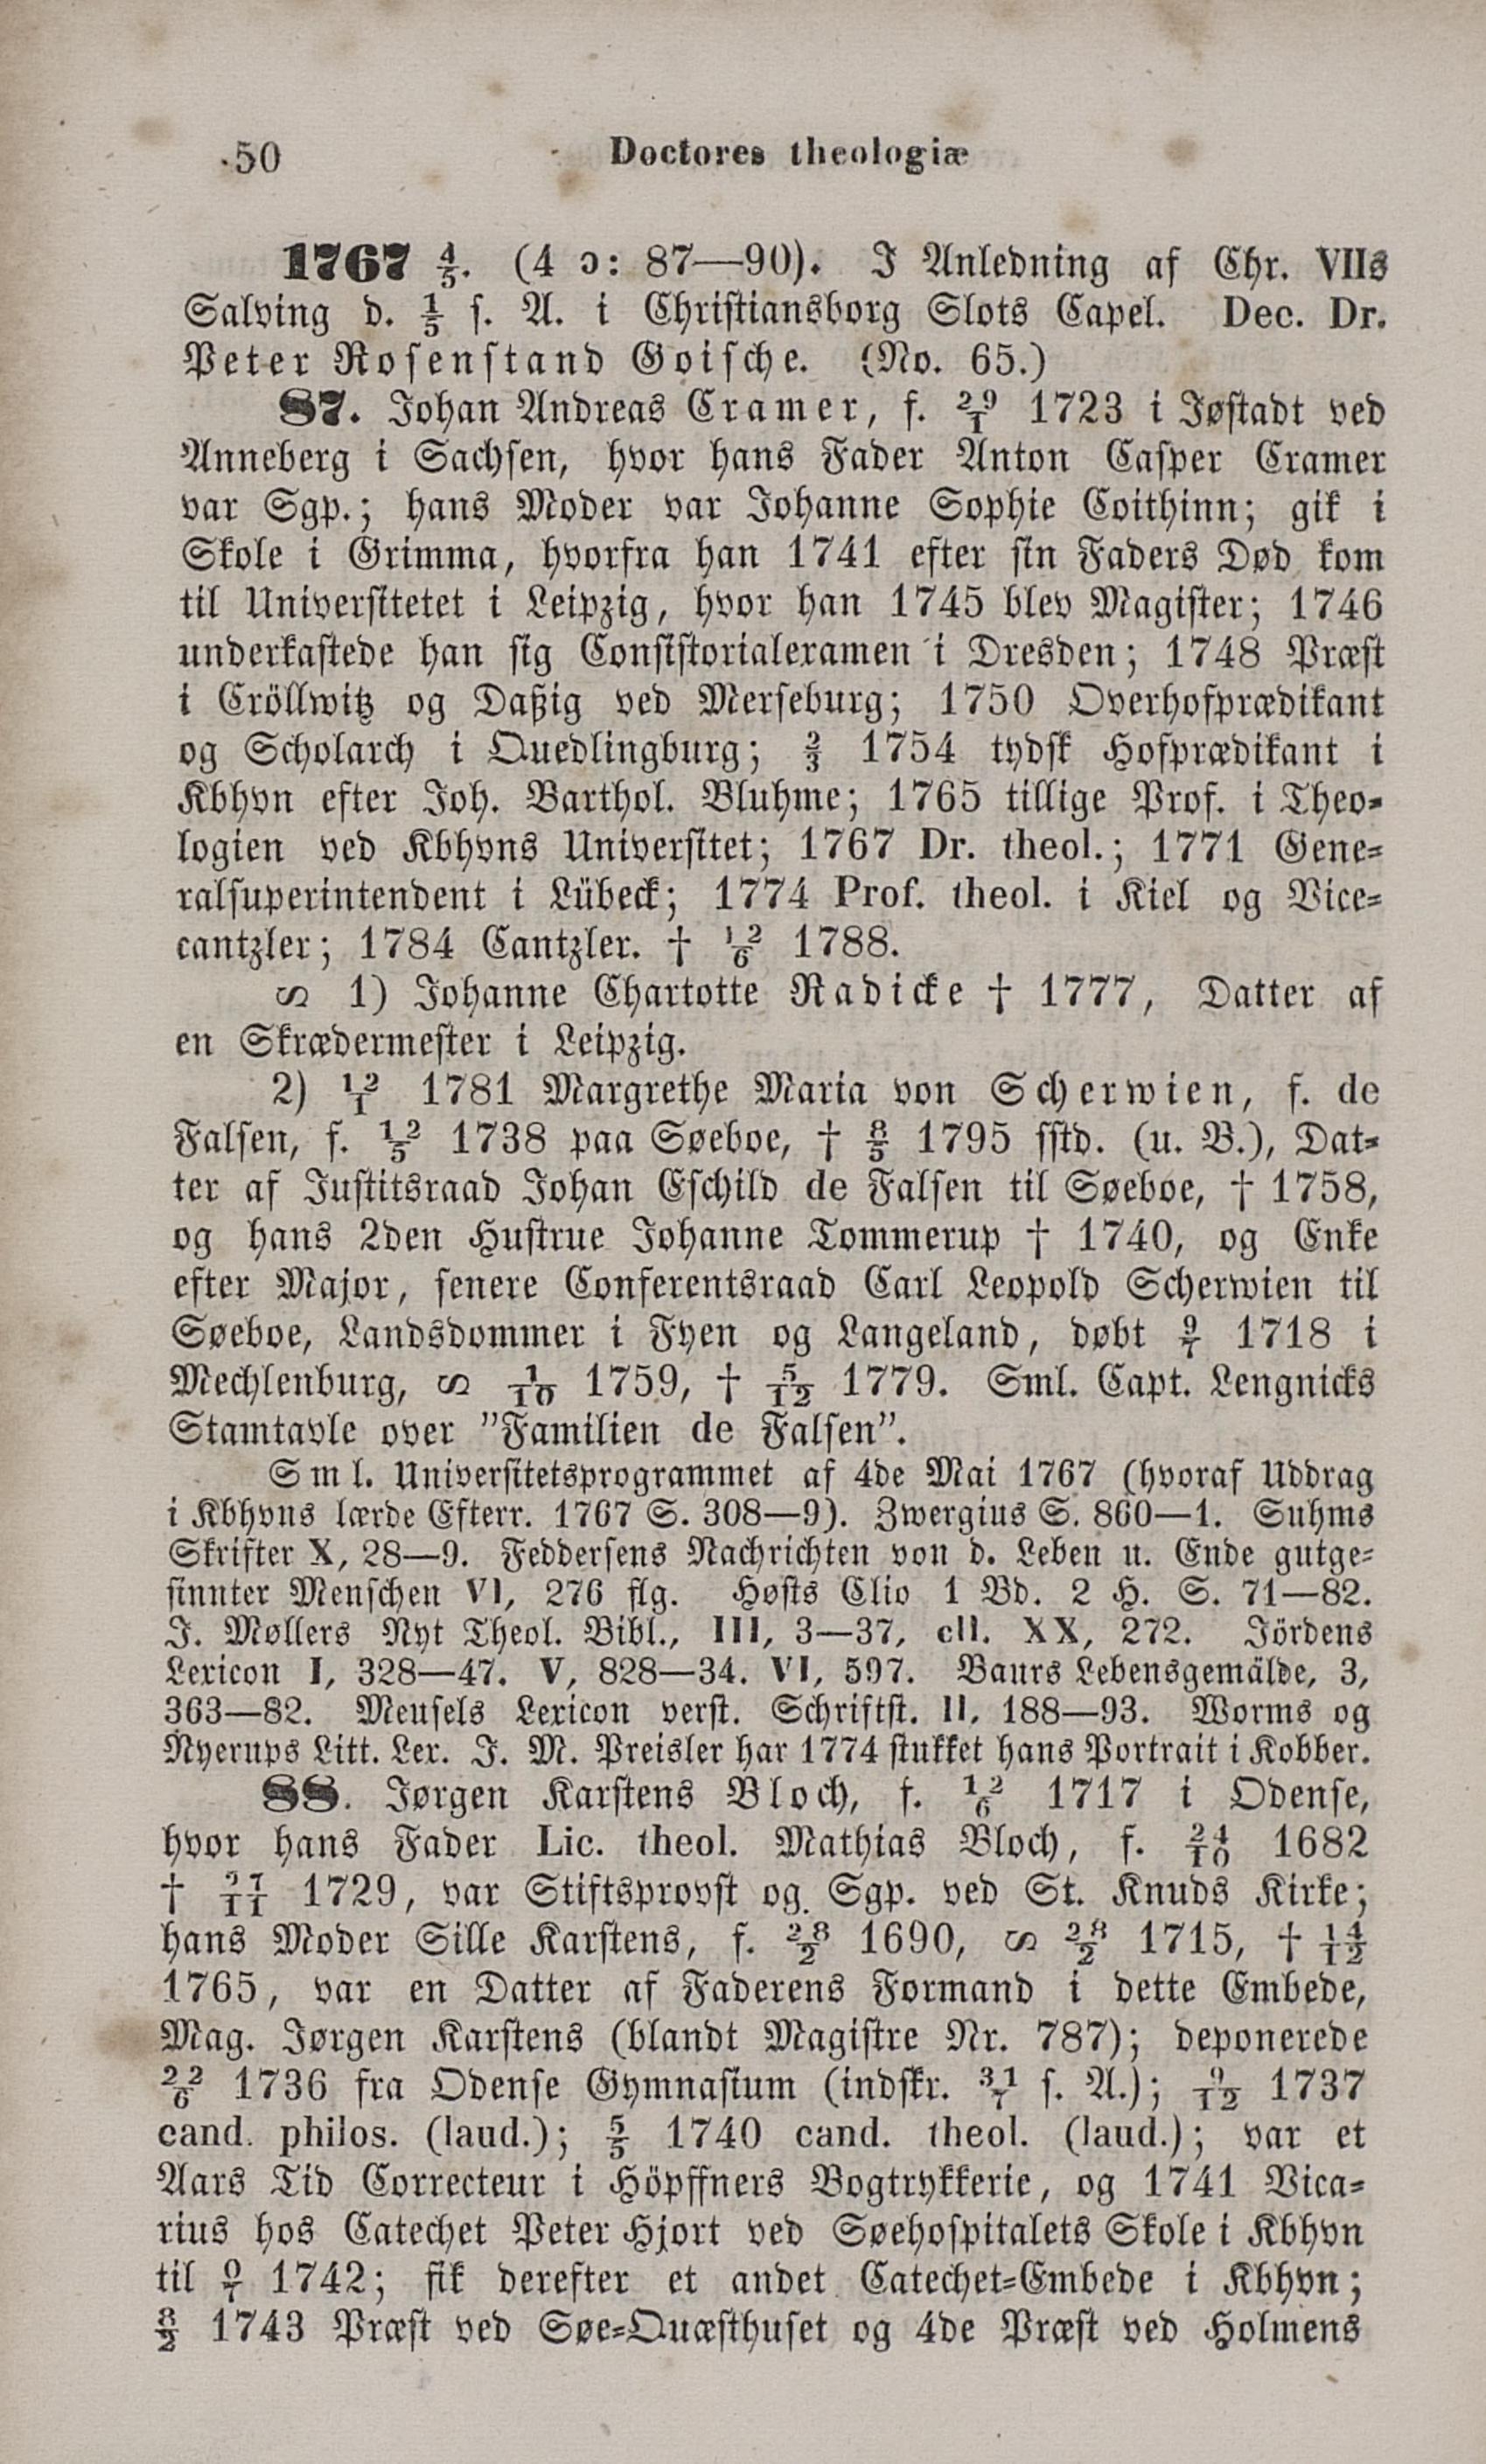 50 Doctores theologiæ
1767 4/5. (4 ɔ: 87—90). I Anledning af Chr. VIIs
Salving d. 1/5 s. A. i Christiansborg Slots Capel. Dec. Dr.
Peter Rosenstand Goische. (No. 65.)
87. Johan Andreas Cramer, f. 29/1 1723 i Jøstadt ved
Anneberg i Sachsen, hvor hans Fader Anton Casper Cramer
var Sgp.; hans Moder var Johanne Sophie Coithinn; gik i
Skole i Grimma, hvorfra han 1741 efter sin Faders Død kom
til Universitetet i Leipzig, hvor han 1745 blev Magister; 1746
underkastede han sig Consistorialexamen i Dresden; 1748 Præst
i Cröllwitz og Daßig ved Merseburg; 1750 Overhofprædikant
og Scholarch i Quedlingburg; 2/3 1754 tydsk Hofprædikant i
Kbhvn efter Joh. Barthol. Bluhme; 1765 tillige Prof. i Theo-
logien ved Kbhvns Universitet; 1767 Dr. theol.; 1771 Gene-
ralsuperintendent i Lübeck; 1774 Prof. theol. i Kiel og Vice-
cantzler; 1784 Cantzler. † 12/6 1788.
∽ 1) Johanne Chartotte Radicke † 1777, Datter af
en Skrædermester i Leipzig.
2) 12/1 1781 Margrethe Maria von Scherwien, f. de
Falsen, f. 12/5 1738 paa Søeboe, † 8/5 1795 sstd. (u. B.), Dat-
ter af Justitsraad Johan Eschild de Falsen til Søeboe, † 1758,
og hans 2den Hustrue Johanne Tommerup † 1740, og Enke
efter Major, senere Conferentsraad Carl Leopold Scherwien til
Søeboe, Landsdommer i Fyen og Langeland, døbt 9/7 1718 i
Mechlenburg, ∽ 1/10 1759, † 5/12 1779. Sml. Capt. Lengnicks
Stamtavle over "Familien de Falsen".
Sml. Universitetsprogrammet af 4de Mai 1767 (hvoraf Uddrag
i Kbhvns lærde Efterr. 1767 S. 308—9). Zwergius S. 860—1. Suhms
Skrifter X, 28—9. Feddersens Nachrichten von d. Leben u. Ende gutge-
sinnter Menschen VI, 276 flg. Høsts Clio 1 Bd. 2 H. S. 71—82.
J. Møllers Nyt Theol. Bibl., III, 3—37, cfl. XX, 272. Jördens
Lexicon I, 328—47. V, 828—34. VI, 597. Baurs Lebensgemälde, 3,
363—82. Meusels Lexicon verst. Schriftst. II, 188—93. Worms og
Nyerups Litt. Lex. J. M. Preisler har 1774 stukket hans Portrait i Kobber.
88. Jørgen Karstens Bloch, f. 12/6 1717 i Odense,
hvor hans Fader Lic. theol. Mathias Bloch, f. 24/10 1682
† 27/11 1729, var Stiftsprovst og Sgp. ved St. Knuds Kirke;
hans Moder Sille Karstens, f. 28/2 1690, ∽ 28/2 1715, † 14/12
1765, var en Datter af Faderens Formand i dette Embede,
Mag. Jørgen Karstens (blandt Magistre Nr. 787); deponerede
22/6 1736 fra Odense Gymnasium (indskr. 31/7 s. A.); 9/12 1737
cand. philos. (laud.); 5/5 1740 cand. theol. (laud.); var et
Aars Tid Correcteur i Höpffners Bogtrykkerie, og 1741 Vica-
rius hos Catechet Peter Hjort ved Søehospitalets Skole i Kbhvn
til 9/7 1742; fik derefter et andet Catechet-Embede i Kbhvn;
8/2 1743 Præst ved Søe-Quæsthuset og 4de Præst ved Holmens